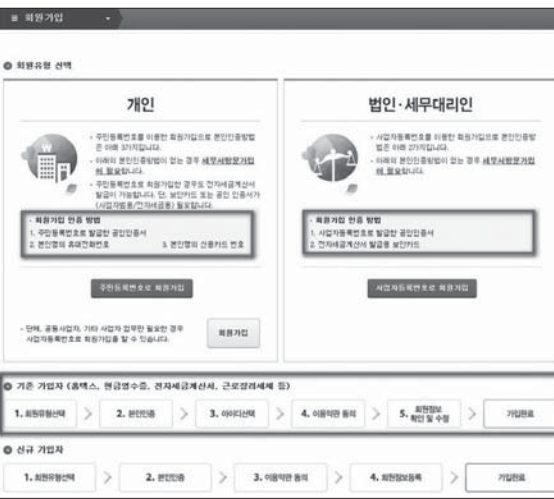 회원가입
회원유형 선택
개인
- 주민등록번호를 이용한 회원가입으로 본인인증방법
은 아래 3가지입니다.
- 아래의 본인인증방법이 없는 경우 세무서방문가입
이 필요합니다.
- 주민등록번호로 회원가입한 경우도 전자세금계산서
발급이 가능합니다. 단, 보안카드 또는 공인 인증서가
(사업자범용/전자세금용) 필요합니다.
- 회원가입 인증 방법
1. 주민등록번호로 발급한 공인인증서
2. 본인명의 휴대전화번호 3. 본인명의 신용카드 번호
주민등록번호로 회원가입
- 단체, 공동사업자, 기타 사업자 업무만 필요한 경우
사업자등록번호로 회원가입을 할 수 있습니다.
회원가입
법인·세무대리인
- 사업자등록번호를 이용한 회원가입으로 본인인증방
법은 아래 2가지입니다.
- 아래의 본인인증방법이 없는 경우 세무서방문가입
이 필요합니다.
- 회원가입 인증 방법
1. 사업자등록번호로 발급한 공인인증서
2. 전자세금계산서 발급용 보안카드
사업자등록번호로 회원가입
기존 가입자 (홈택스, 현금영수증, 전자세금계산서, 근로장려세제 등)
1. 회원유형선택 > 2. 본인인증 > 3. 아이디선택 > 4. 이용약관 동의 > 5. 회원정보 확인 및 수정 > 가입완료
신규 가입자
1. 회원유형선택 > 2. 본인인증 > 3. 이용약관 동의 > 4. 회원정보등록 > 가입완료